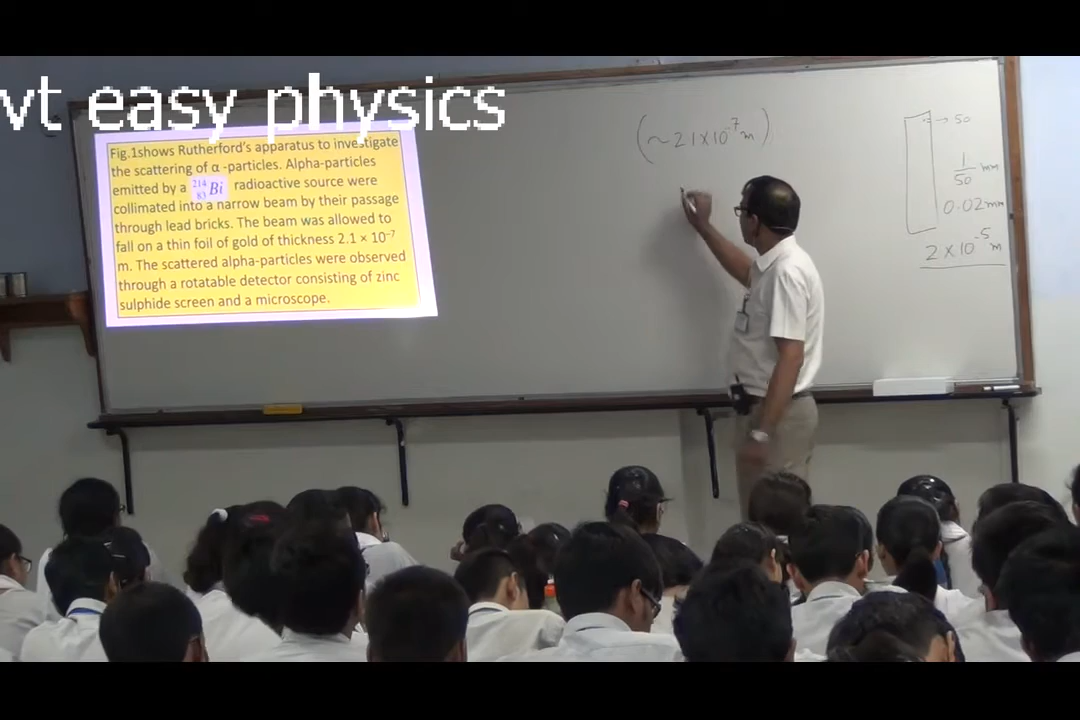 vt easy physics
Fig.1shows Rutherford's apparatus to investigate
the scattering of α -particles. Alpha-particles
emitted by a ²¹⁴₈₃Bi radioactive source were
collimated into a narrow beam by their passage
through lead bricks. The beam was allowed to
fall on a thin foil of gold of thickness 2.1 × 10⁻⁷
m. The scattered alpha-particles were observed
through a rotatable detector consisting of zinc
sulphide screen and a microscope.
(~ 2.1×10⁻⁷ m)
→ 50
1/50 mm
0.02mm
2 × 10⁻⁵ m